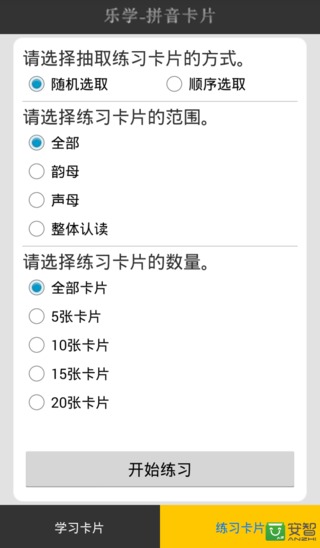 乐学-拼音卡片
请选择抽取练习卡片的方式。
随机选取 顺序选取
请选择练习卡片的范围。
全部
韵母
声母
整体认读
请选择练习卡片的数量。
全部卡片
5张卡片
10张卡片
15张卡片
20张卡片
开始练习
学习卡片 练习卡片
安智
ANZHI